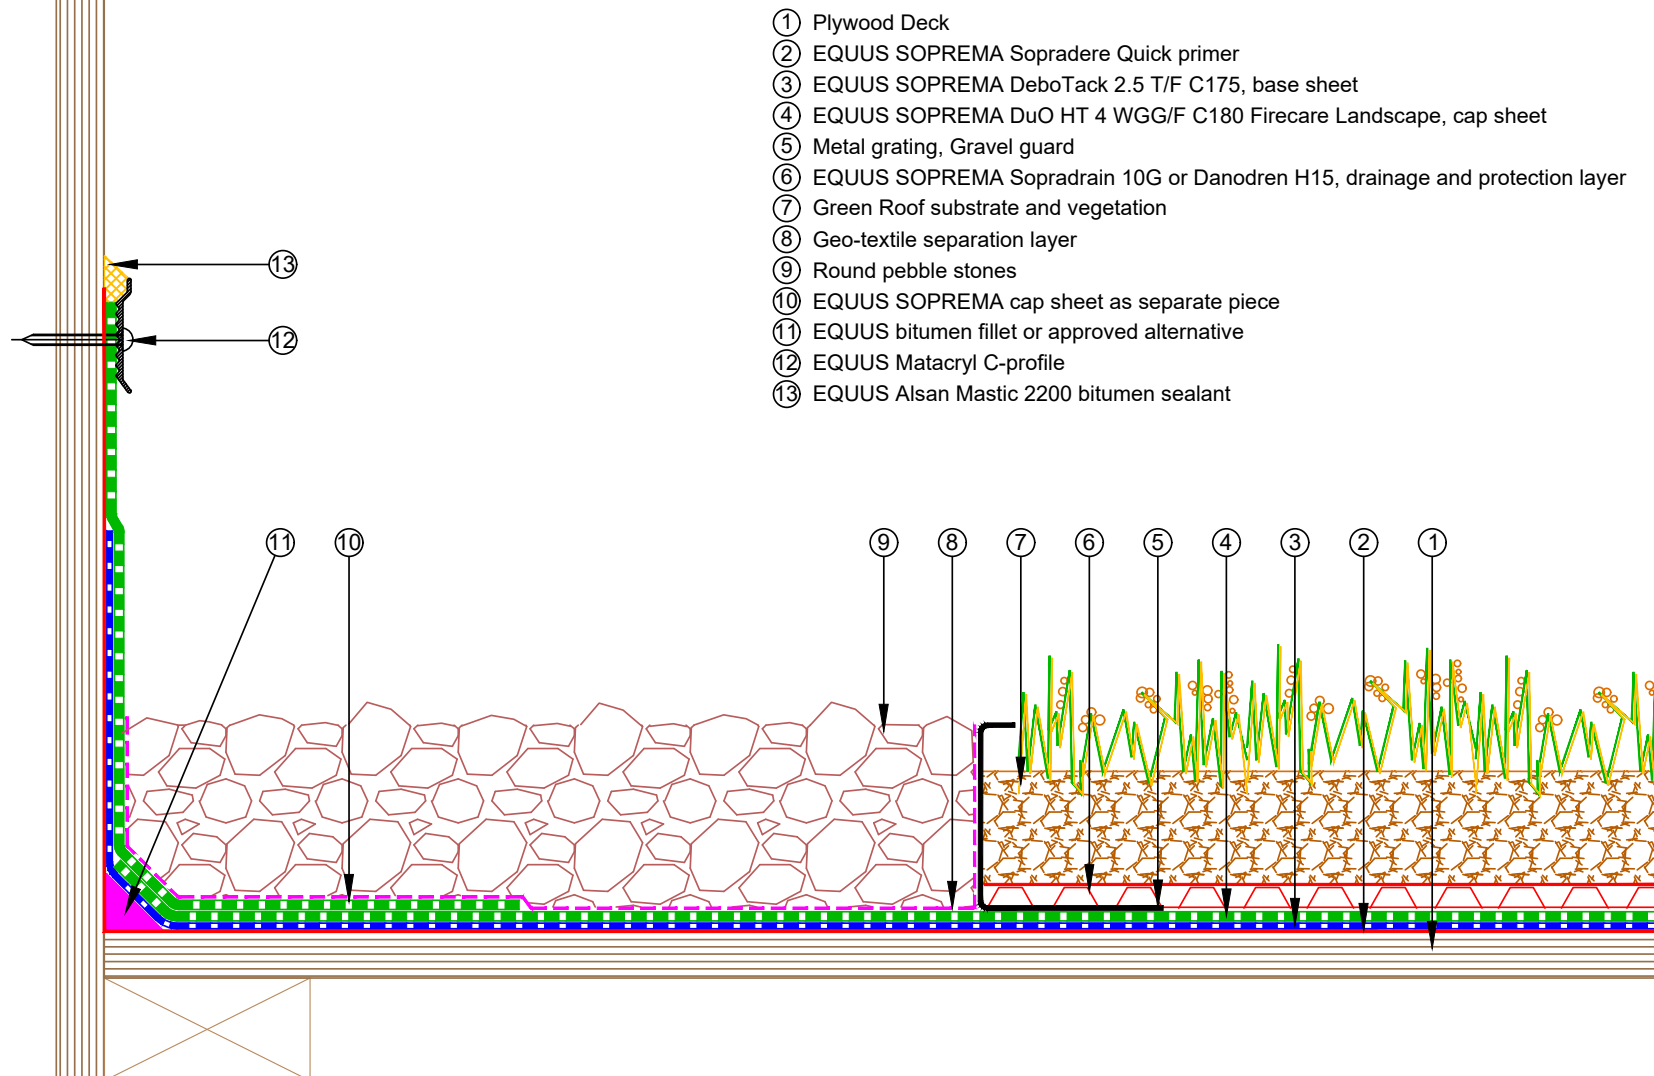 1 Plywood Deck
2 EQUUS SOPREMA Sopradere Quick primer
3 EQUUS SOPREMA DeboTack 2.5 T/F C175, base sheet
4 EQUUS SOPREMA DuO HT 4 WGG/F C180 Firecare Landscape, cap sheet
5 Metal grating, Gravel guard
6 EQUUS SOPREMA Sopradrain 10G or Danodren H15, drainage and protection layer
7 Green Roof substrate and vegetation
8 Geo-textile separation layer
9 Round pebble stones
10 EQUUS SOPREMA cap sheet as separate piece
11 EQUUS bitumen fillet or approved alternative
12 EQUUS Matacryl C-profile
13 EQUUS Alsan Mastic 2200 bitumen sealant
13
12
11 10 9 8 7 6 5 4 3 2 1